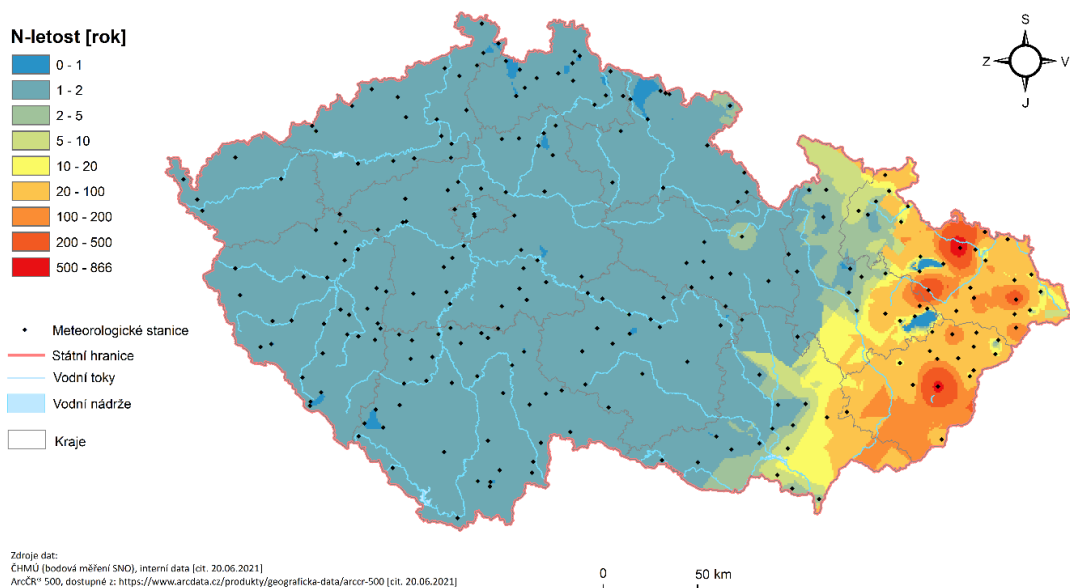 N-letost [rok]
0 - 1
1 - 2
2 - 5
5 - 10
10 - 20
20 - 100
100 - 200
200 - 500
500 - 866
Meteorologické stanice
Státní hranice
Vodní toky
Vodní nádrže
Kraje
S
Z V
J
Zdroje dat:
ČHMÚ (bodová měření SNO), interní data [cit. 20.06.2021]
ArcČR® 500, dostupné z: https://www.arcdata.cz/produkty/geograficka-data/arccr-500 [cit. 20.06.2021]
0 50 km